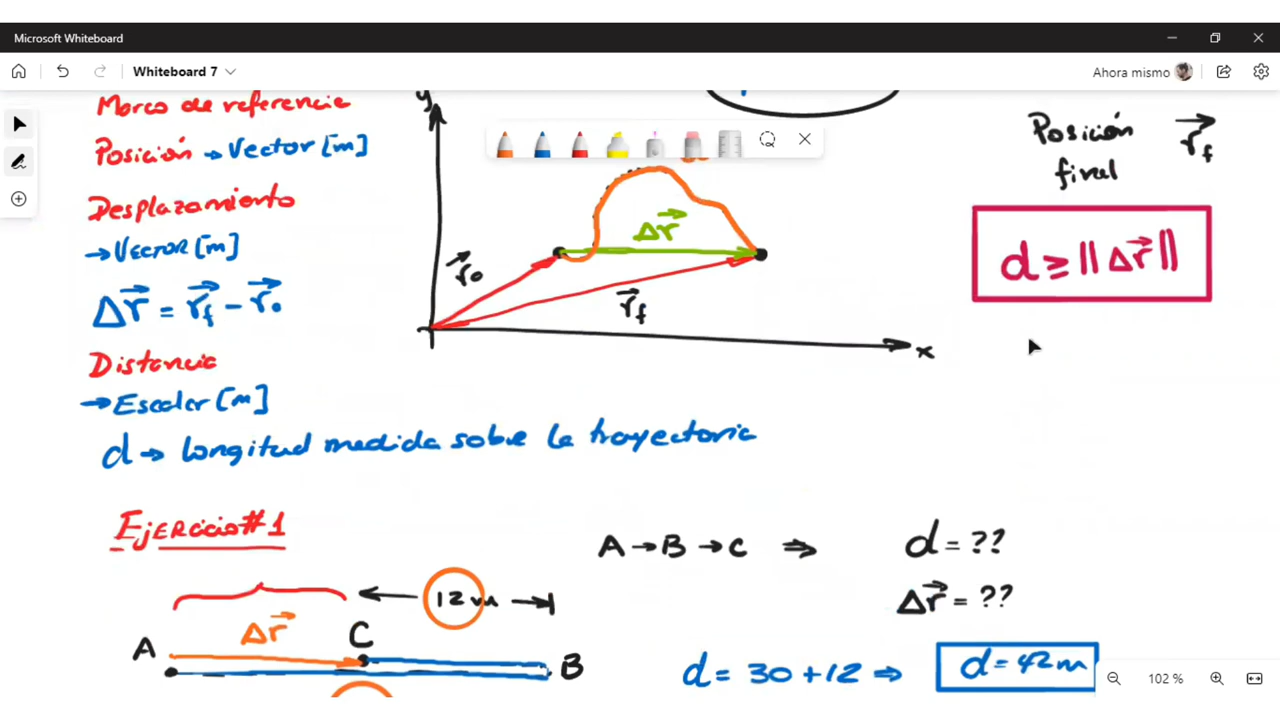 Microsoft Whiteboard
Whiteboard 7
Ahora mismo
Marco de referencia
Posición → Vector [m]
Desplazamiento
→ Vector [m]
Δr⃗ = r⃗f - r⃗o
Distancia
→ Escalar [m]
d → longitud medida sobre la trayectoria
y
Δr⃗
r⃗o
r⃗f
x
Posición r⃗f
final
d ≥ ||Δr⃗||
Ejercicio #1
A → B → C ⇒ d = ??
Δr⃗ = ??
12 m
Δr⃗
A
C
B
d = 30 + 12 ⇒ d = 42 m
102 %